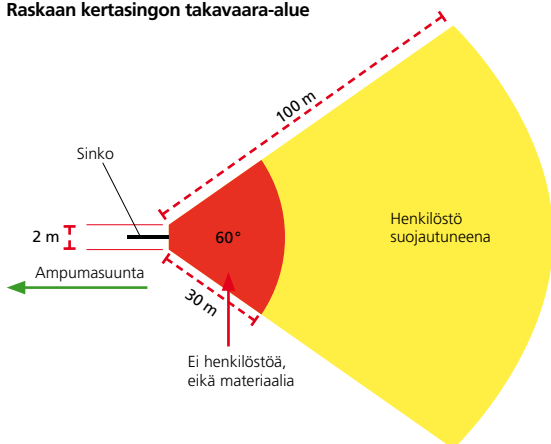 Raskaan kertasingon takavaara-alue
100 m
Sinko
2 m
60°
Henkilöstö
suojautuneena
Ampumasuunta
30 m
Ei henkilöstöä,
eikä materiaalia